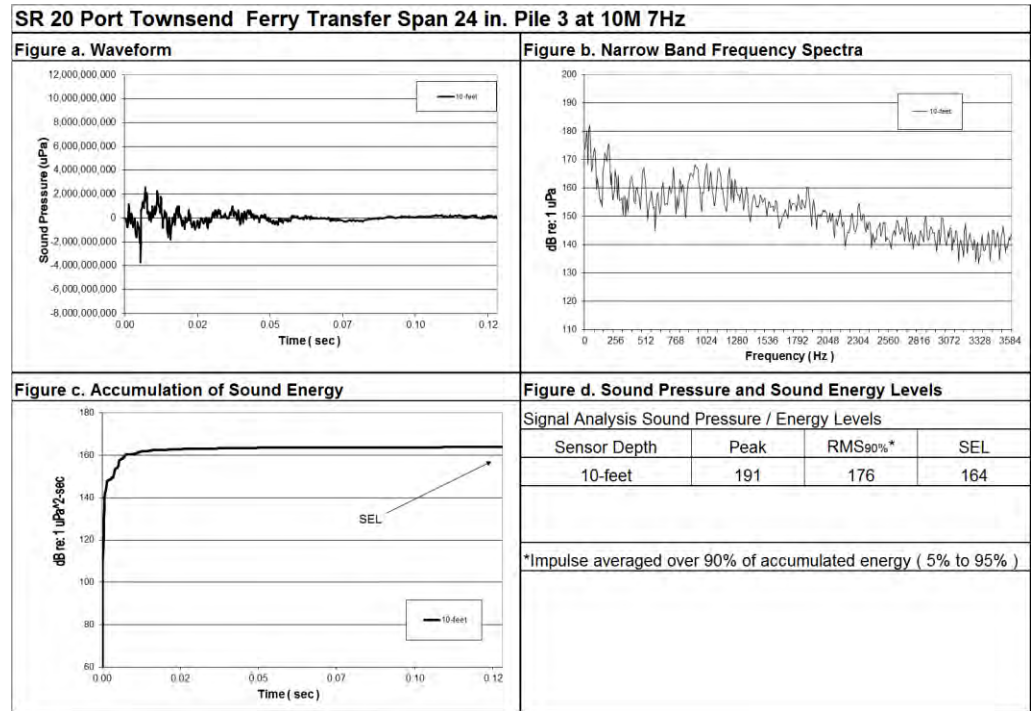 SR 20 Port Townsend Ferry Transfer Span 24 in. Pile 3 at 10M 7Hz
Figure a. Waveform
12,000,000,000
10,000,000,000
8,000,000,000
6,000,000,000
4,000,000,000
2,000,000,000
0
-2,000,000,000
-4,000,000,000
-6,000,000,000
-8,000,000,000
Sound Pressure (uPa)
10-feet
0.00 0.02 0.05 0.07 0.10 0.12
Time ( sec )
Figure b. Narrow Band Frequency Spectra
200
190
180
170
160
150
140
130
120
110
dB re: 1 uPa
10-feet
0 256 512 768 1024 1280 1536 1792 2048 2304 2560 2816 3072 3328 3584
Frequency ( Hz )
Figure c. Accumulation of Sound Energy
180
160
140
120
100
80
60
dB re: 1 uPa^2-sec
SEL
10-feet
0.00 0.02 0.05 0.07 0.10 0.12
Time ( sec )
Figure d. Sound Pressure and Sound Energy Levels
Signal Analysis Sound Pressure / Energy Levels
Sensor Depth Peak RMS90%* SEL
10-feet 191 176 164
*Impulse averaged over 90% of accumulated energy ( 5% to 95% )